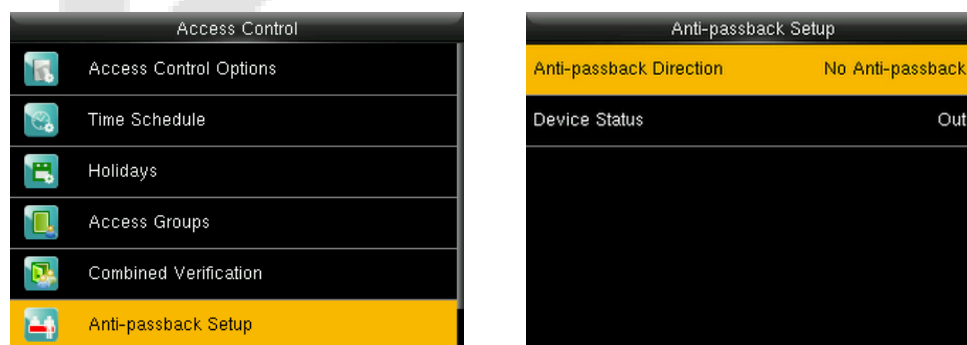 Access Control
Access Control Options
Time Schedule
Holidays
Access Groups
Combined Verification
Anti-passback Setup
Anti-passback Setup
Anti-passback Direction No Anti-passback
Device Status Out